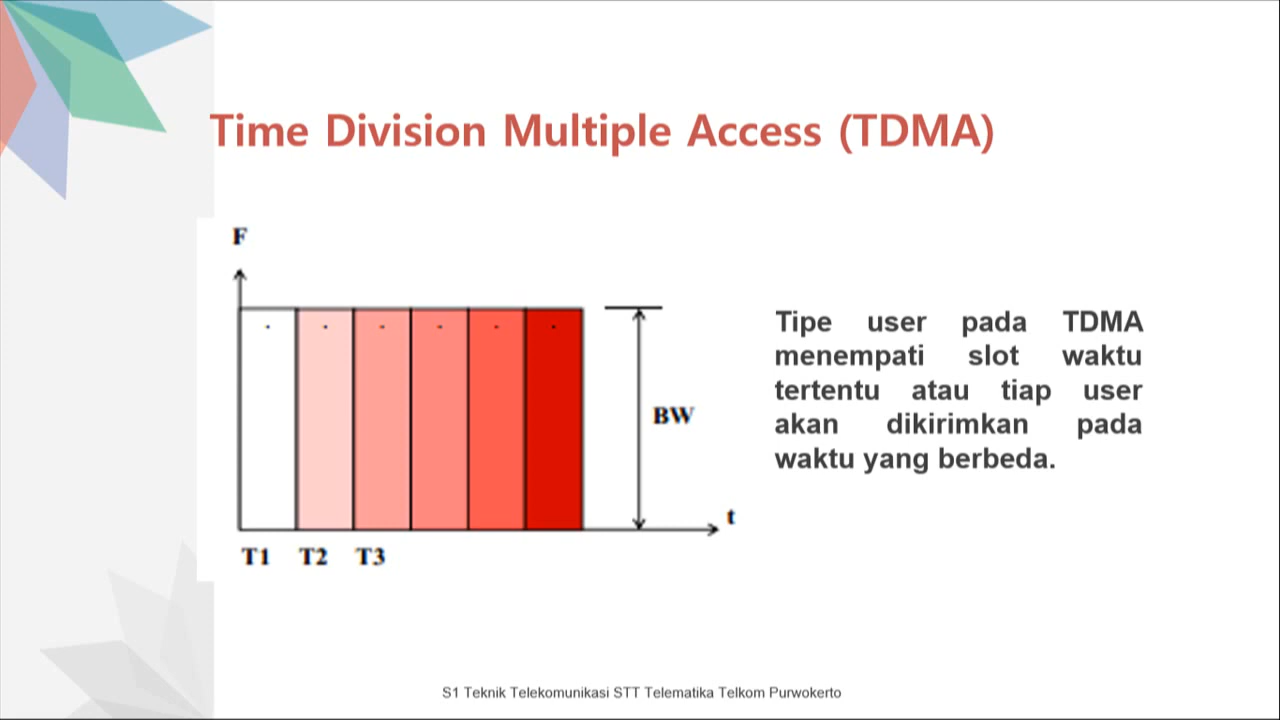 Time Division Multiple Access (TDMA)
F
BW
t
T1 T2 T3
Tipe user pada TDMA
menempati slot waktu
tertentu atau tiap user
akan dikirimkan pada
waktu yang berbeda.
S1 Teknik Telekomunikasi STT Telematika Telkom Purwokerto